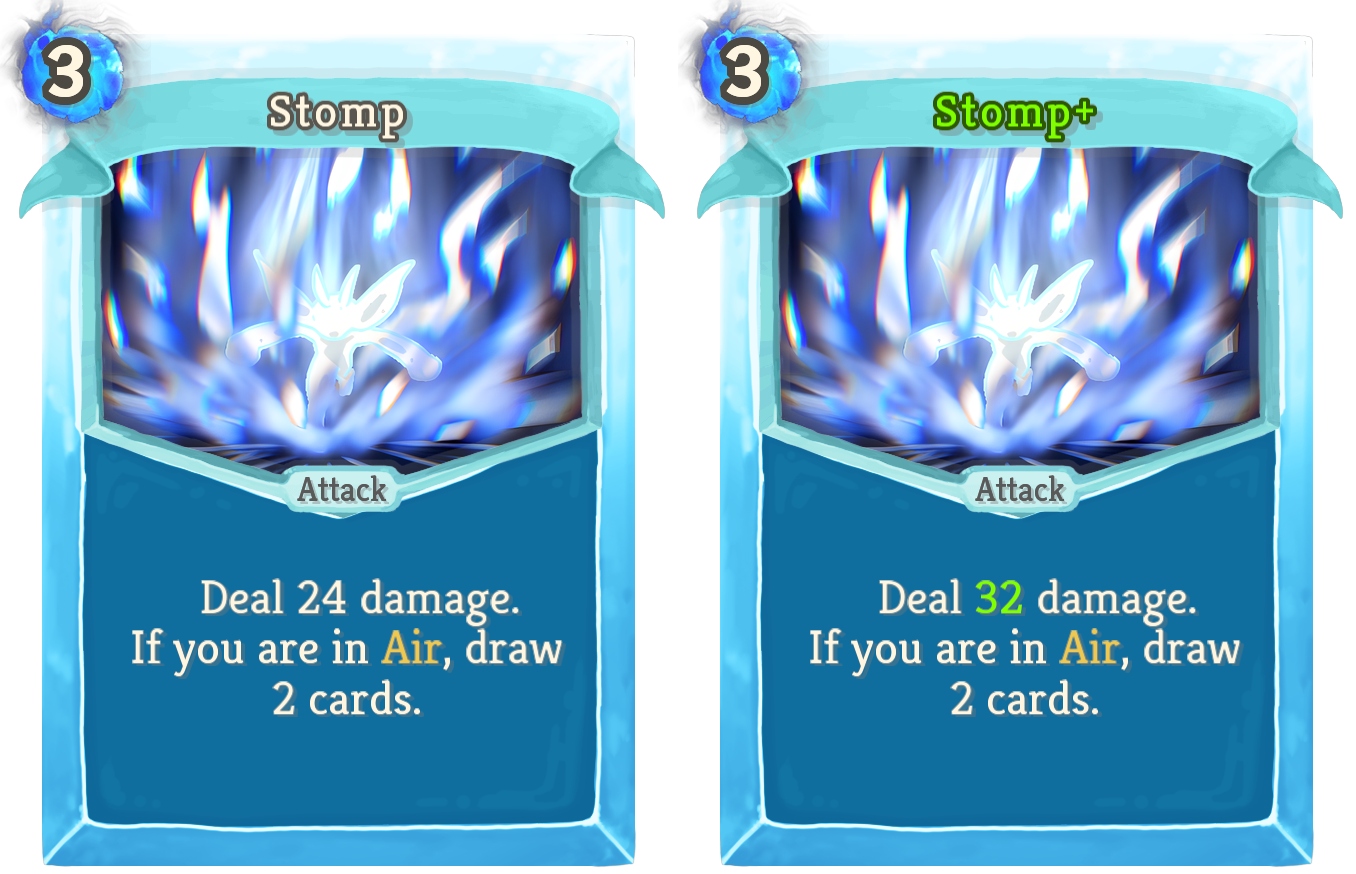 3
Stomp
Attack
Deal 24 damage.
If you are in Air, draw
2 cards.
3
Stomp+
Attack
Deal 32 damage.
If you are in Air, draw
2 cards.